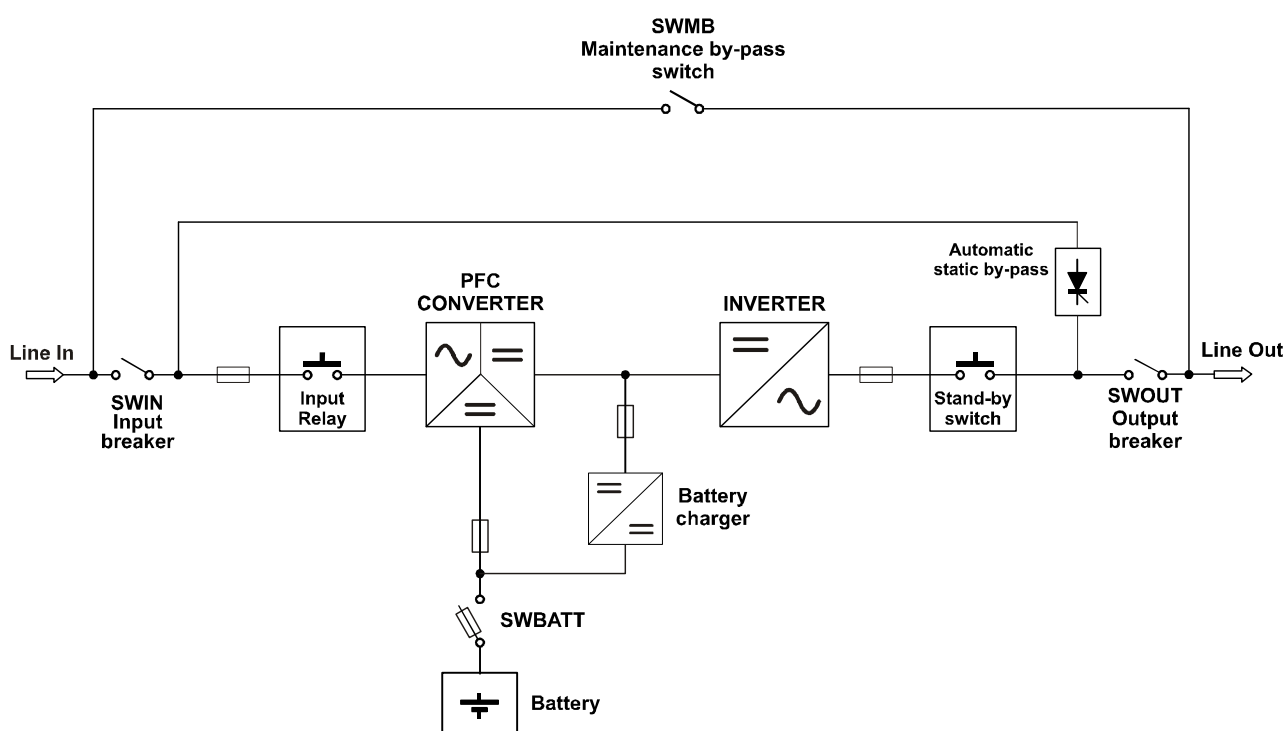 SWMB
Maintenance by-pass
switch
Automatic
static by-pass
PFC
CONVERTER
INVERTER
Line In
Line Out
SWIN
Input
breaker
Input
Relay
Stand-by
switch
SWOUT
Output
breaker
Battery
charger
SWBATT
Battery